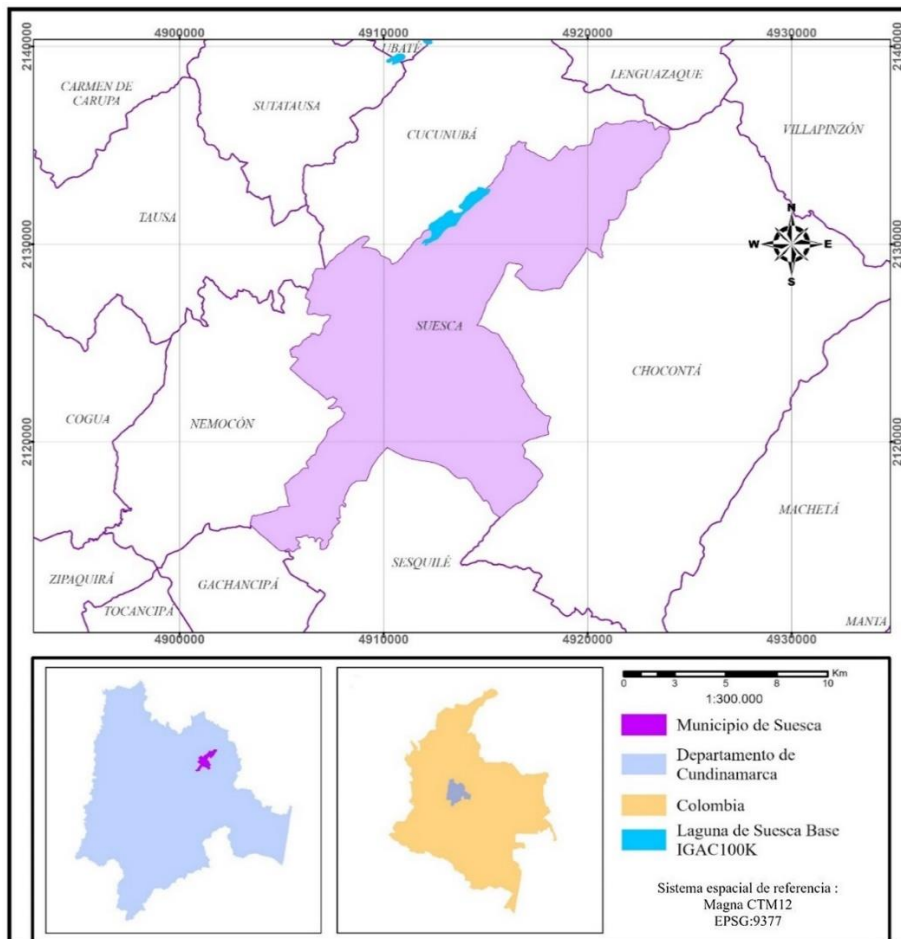 4900000 4910000 4920000 4930000
2140000 2140000
UBATÉ
LENGUAZAQUE
CARMEN DE
CARUPA
SUTATAUSA
CUCUNUBÁ
VILLAPINZÓN
TAUSA
N
W E
S
2130000 2130000
SUESCA
CHOCONTÁ
COGUA
NEMOCÓN
2120000 2120000
MACHETÁ
ZIPAQUIRÁ
GACHANCIPÁ
SESQUILÉ
TOCANCIPÁ
MANTA
4900000 4910000 4920000 4930000
Km
0 3 5 8 10
1:300.000
Municipio de Suesca
Departamento de
Cundinamarca
Colombia
Laguna de Suesca Base
IGAC100K
Sistema espacial de referencia :
Magna CTM12
EPSG:9377